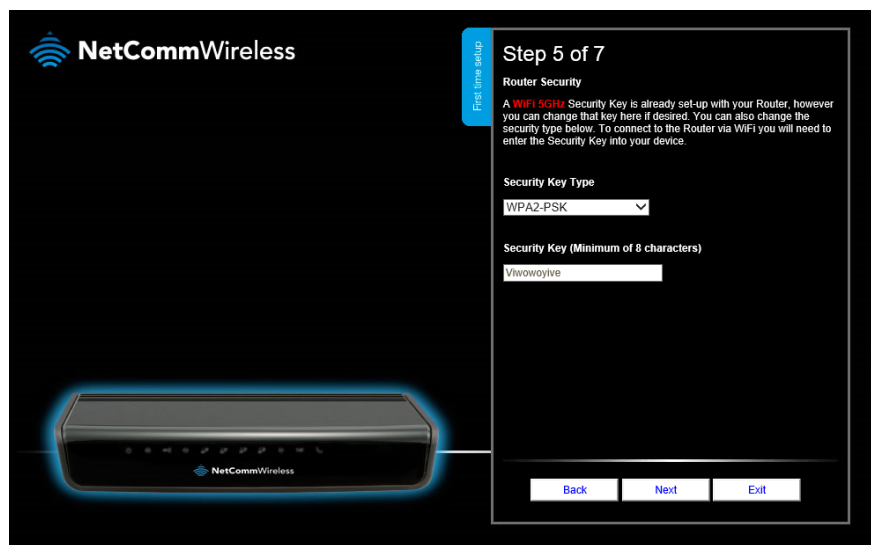 NetCommWireless
First time setup
Step 5 of 7
Router Security
A WiFi 5GHz Security Key is already set-up with your Router, however
you can change that key here if desired. You can also change the
security type below. To connect to the Router via WiFi you will need to
enter the Security Key into your device.
Security Key Type
WPA2-PSK
Security Key (Minimum of 8 characters)
Viwowoyive
NetCommWireless
Back
Next
Exit